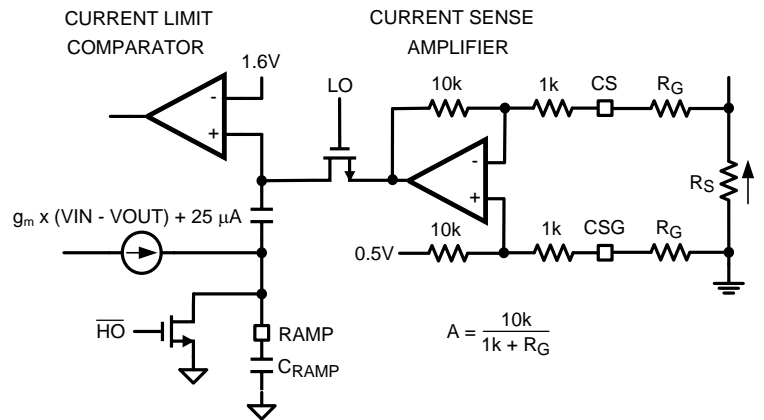 CURRENT LIMIT
COMPARATOR
CURRENT SENSE
AMPLIFIER
1.6V
LO
10k
1k
CS
R_G
-
+
-
+
R_S
g_m x (VIN - VOUT) + 25 μA
10k
0.5V
1k
CSG
R_G
H̅O̅
RAMP
C_RAMP
A = 10k
1k + R_G